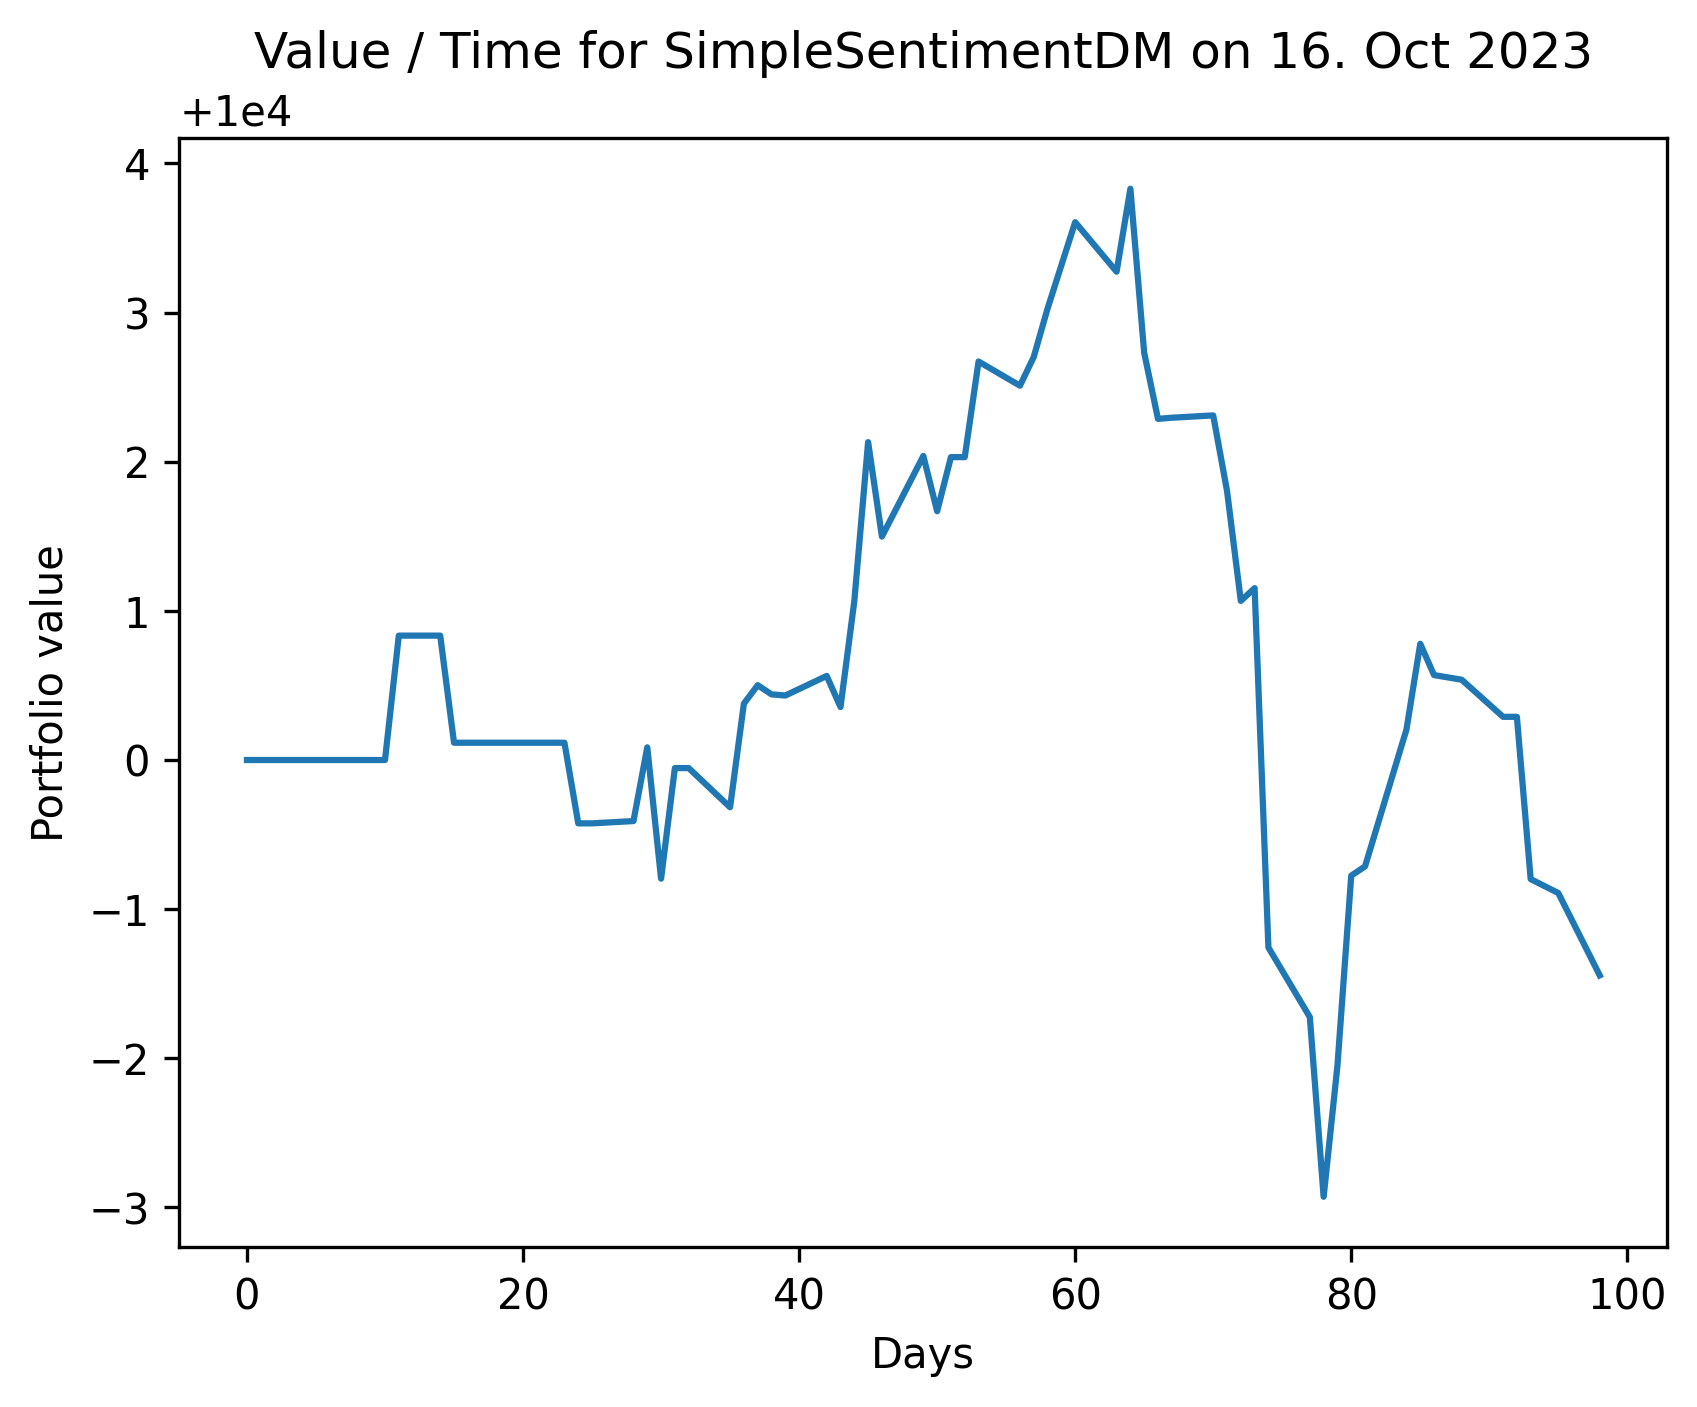 Value / Time for SimpleSentimentDM on 16. Oct 2023
+1e4
4
3
2
1
0
−1
−2
−3
Portfolio value
0 20 40 60 80 100
Days